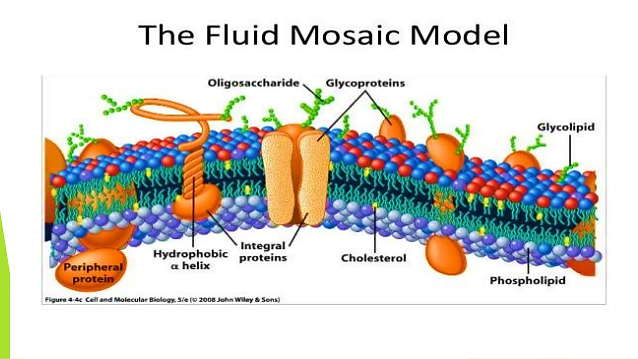 The Fluid Mosaic Model
Oligosaccharide
Glycoproteins
Glycolipid
Hydrophobic
α helix
Integral
proteins
Cholesterol
Peripheral
protein
Phospholipid
Figure 4-4c Cell and Molecular Biology, 5/e (© 2008 John Wiley & Sons)